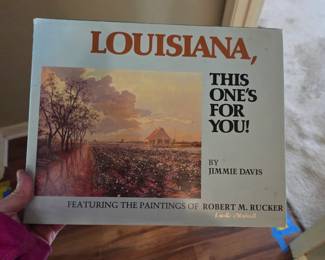 LOUISIANA,
THIS
ONE'S
FOR
YOU!
BY
JIMMIE DAVIS
FEATURING THE PAINTINGS OF ROBERT M. RUCKER